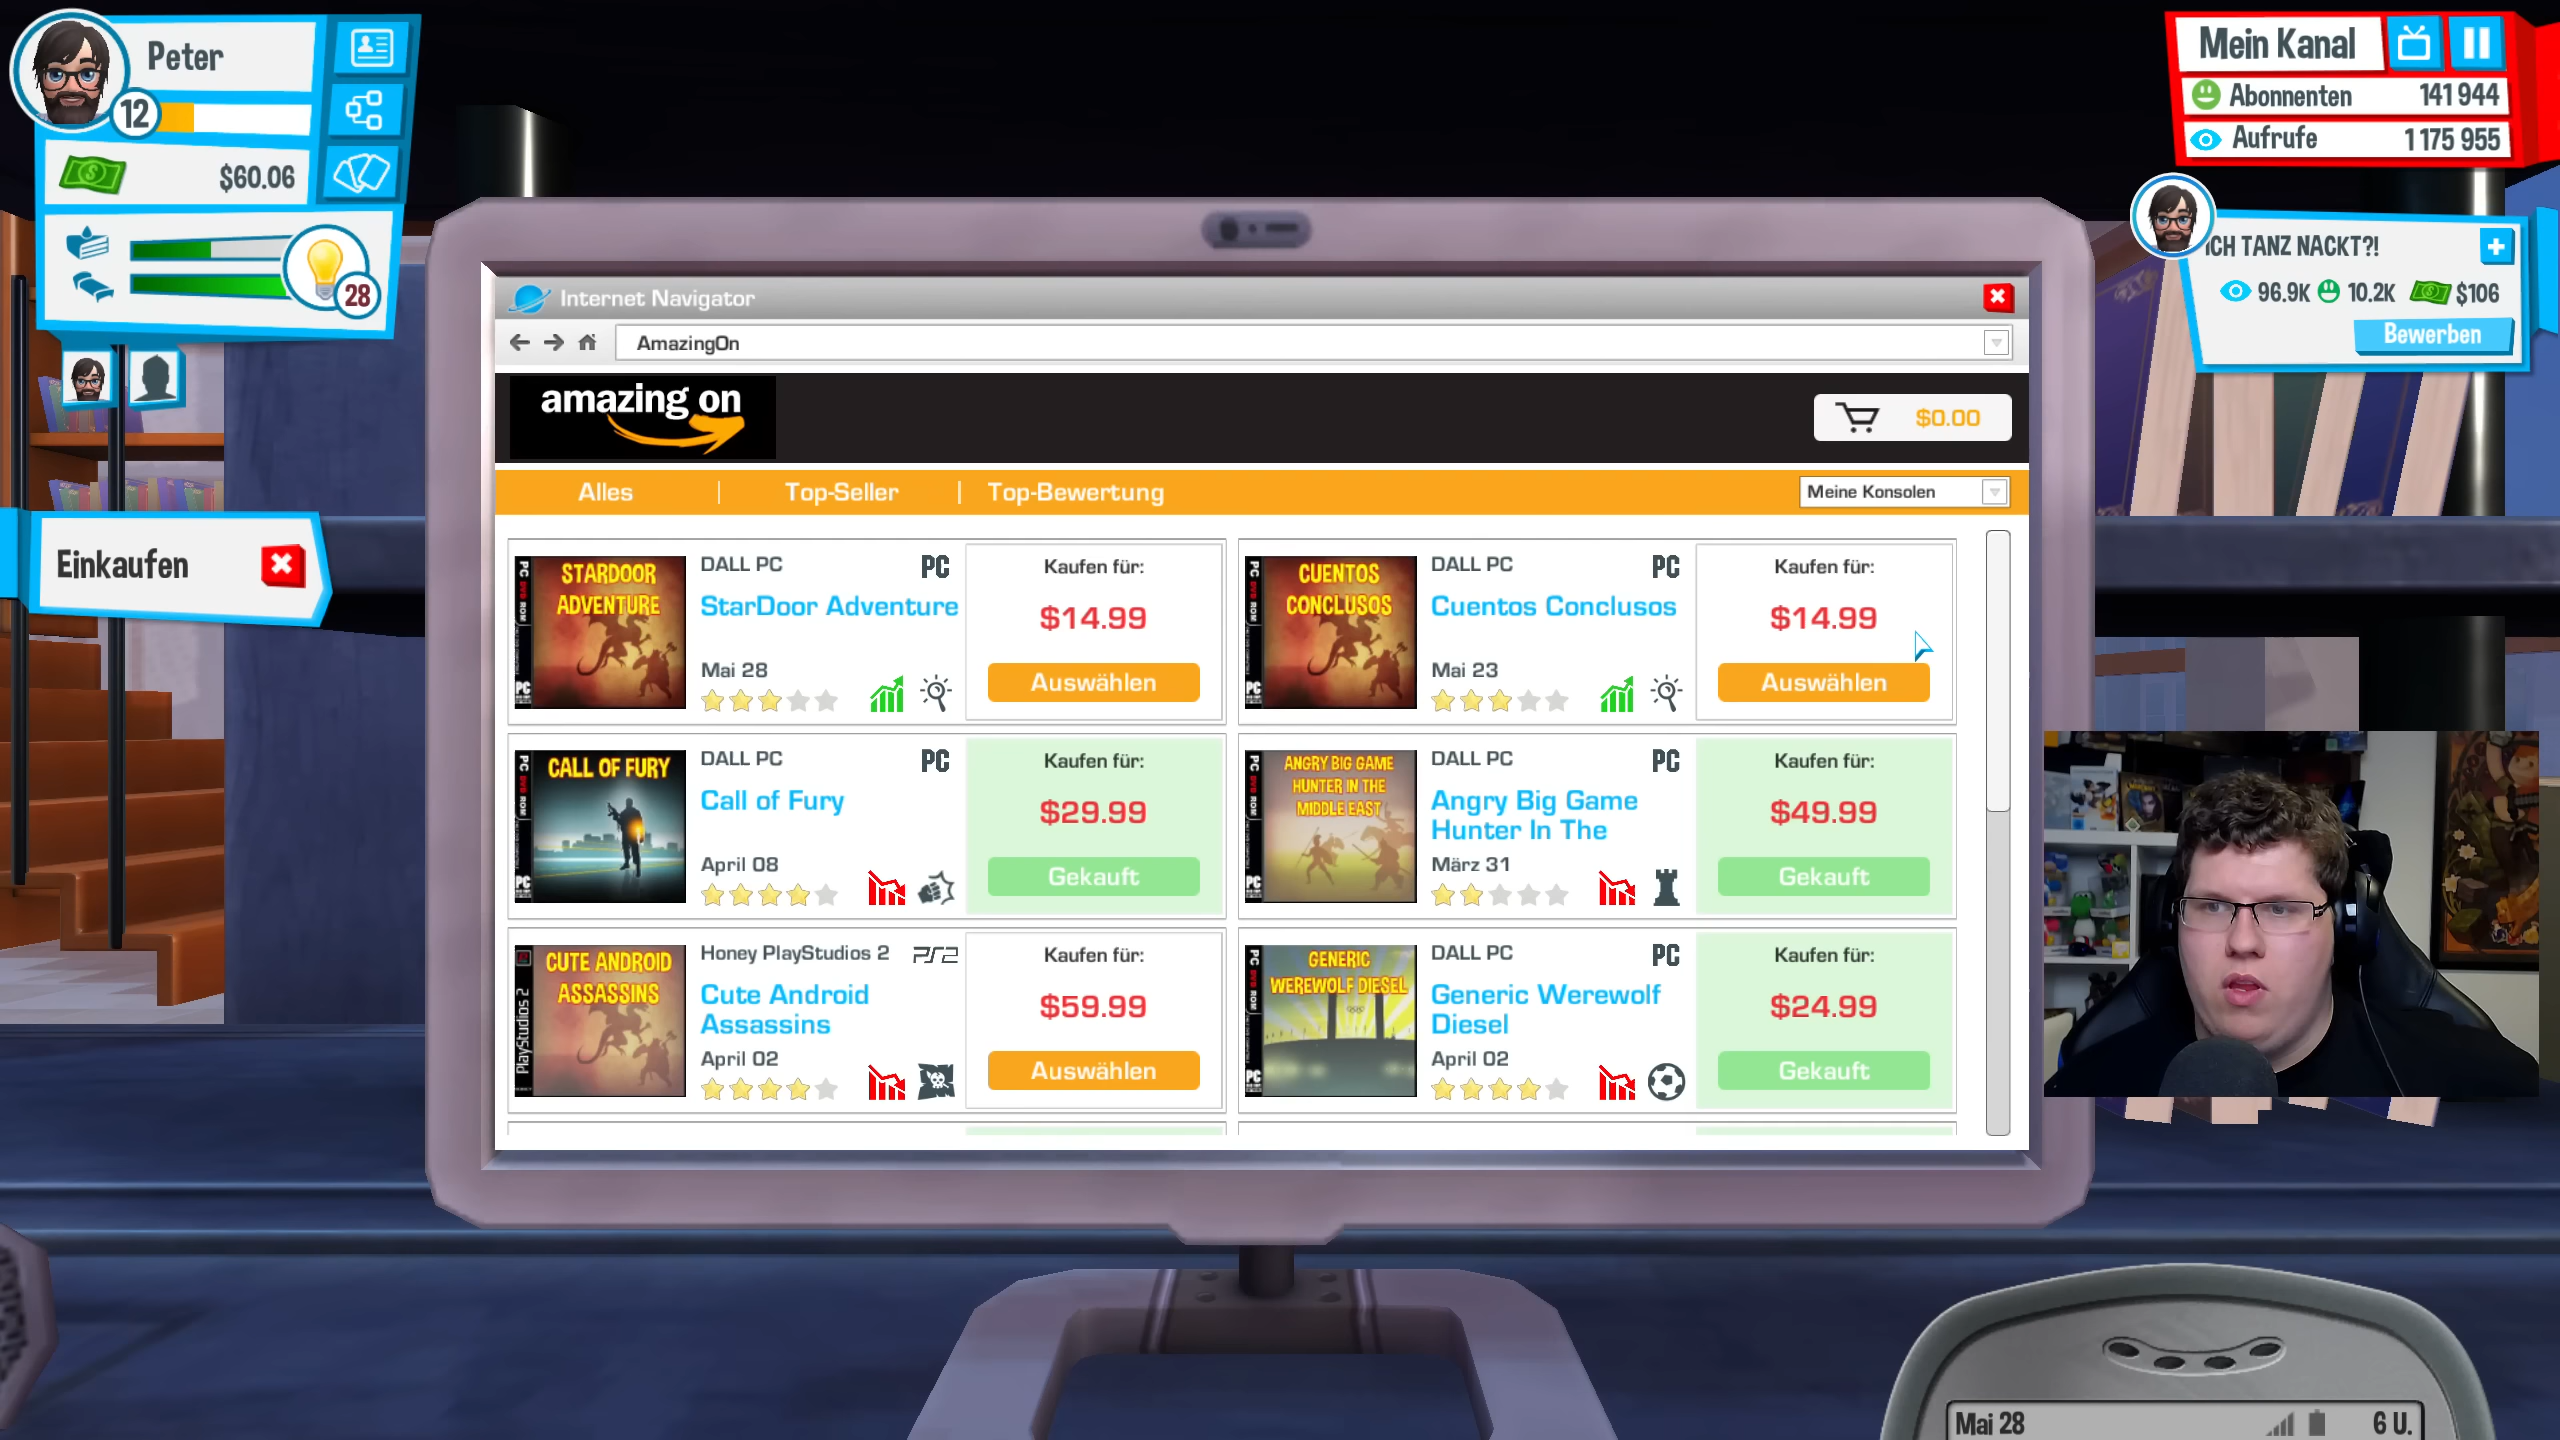 Peter
12
$60.06
28
Mein Kanal
Abonnenten 141 944
Aufrufe 1 175 955
ICH TANZ NACKT?!
96.9K 10.2K $106
Bewerben
Einkaufen
Internet Navigator
AmazingOn
amazing on
$0.00
Alles | Top-Seller | Top-Bewertung
Meine Konsolen
STARDOOR
ADVENTURE
DALL PC PC
StarDoor Adventure
Mai 28
Kaufen für:
$14.99
Auswählen
CUENTOS
CONCLUSOS
DALL PC PC
Cuentos Conclusos
Mai 23
Kaufen für:
$14.99
Auswählen
CALL OF FURY
DALL PC PC
Call of Fury
April 08
Kaufen für:
$29.99
Gekauft
ANGRY BIG GAME
HUNTER IN THE
MIDDLE EAST
DALL PC PC
Angry Big Game
Hunter In The
März 31
Kaufen für:
$49.99
Gekauft
PlayStudios 2
CUTE ANDROID
ASSASSINS
Honey PlayStudios 2 PS2
Cute Android
Assassins
April 02
Kaufen für:
$59.99
Auswählen
GENERIC
WEREWOLF DIESEL
DALL PC PC
Generic Werewolf
Diesel
April 02
Kaufen für:
$24.99
Gekauft
Mai 28 6 U.